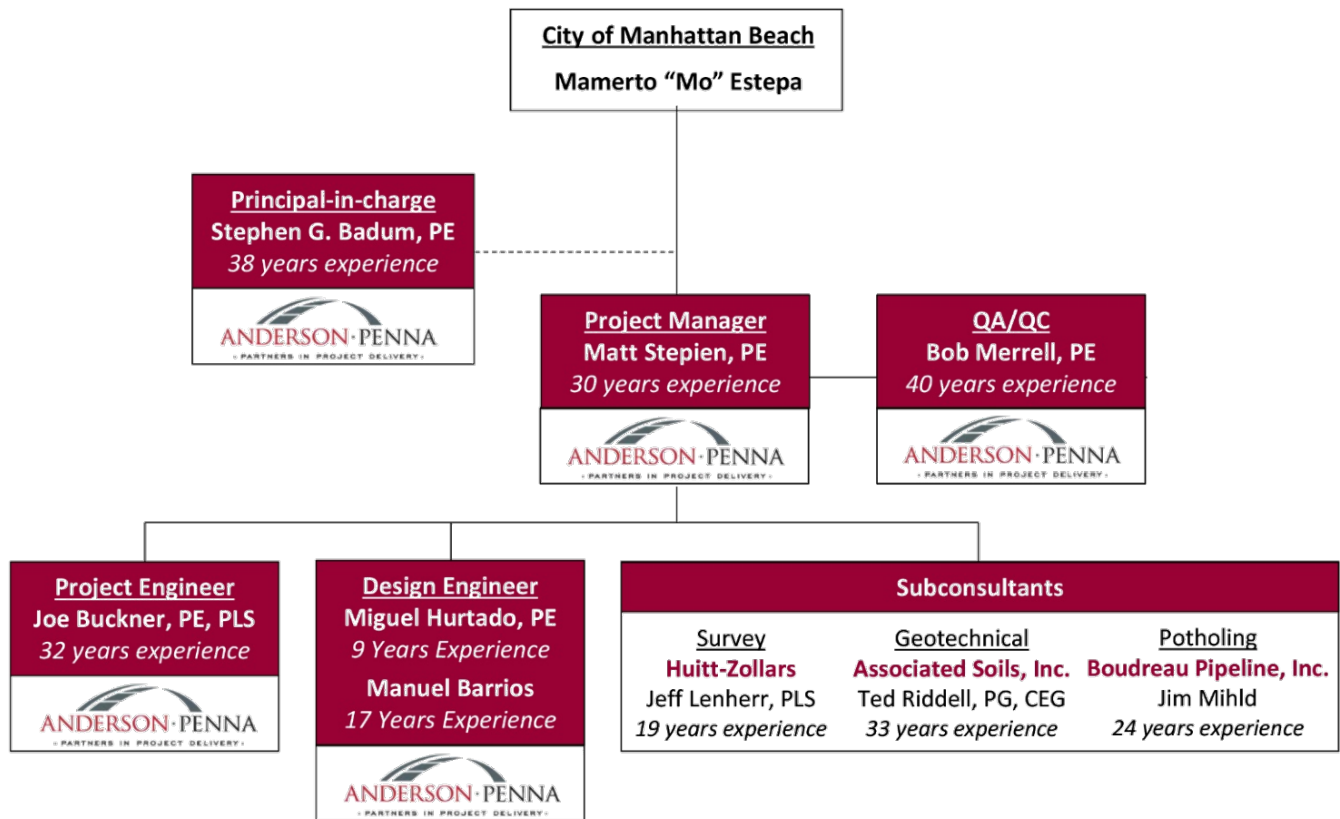 City of Manhattan Beach
Mamerto “Mo” Estepa
Principal-in-charge
Stephen G. Badum, PE
38 years experience
ANDERSON·PENNA
• PARTNERS IN PROJECT DELIVERY •
Project Manager
Matt Stepien, PE
30 years experience
ANDERSON·PENNA
• PARTNERS IN PROJECT DELIVERY •
QA/QC
Bob Merrell, PE
40 years experience
ANDERSON·PENNA
• PARTNERS IN PROJECT DELIVERY •
Project Engineer
Joe Buckner, PE, PLS
32 years experience
ANDERSON·PENNA
• PARTNERS IN PROJECT DELIVERY •
Design Engineer
Miguel Hurtado, PE
9 Years Experience
Manuel Barrios
17 Years Experience
ANDERSON·PENNA
• PARTNERS IN PROJECT DELIVERY •
Subconsultants
Survey
Huitt-Zollars
Jeff Lenherr, PLS
19 years experience
Geotechnical
Associated Soils, Inc.
Ted Riddell, PG, CEG
33 years experience
Potholing
Boudreau Pipeline, Inc.
Jim Mihld
24 years experience